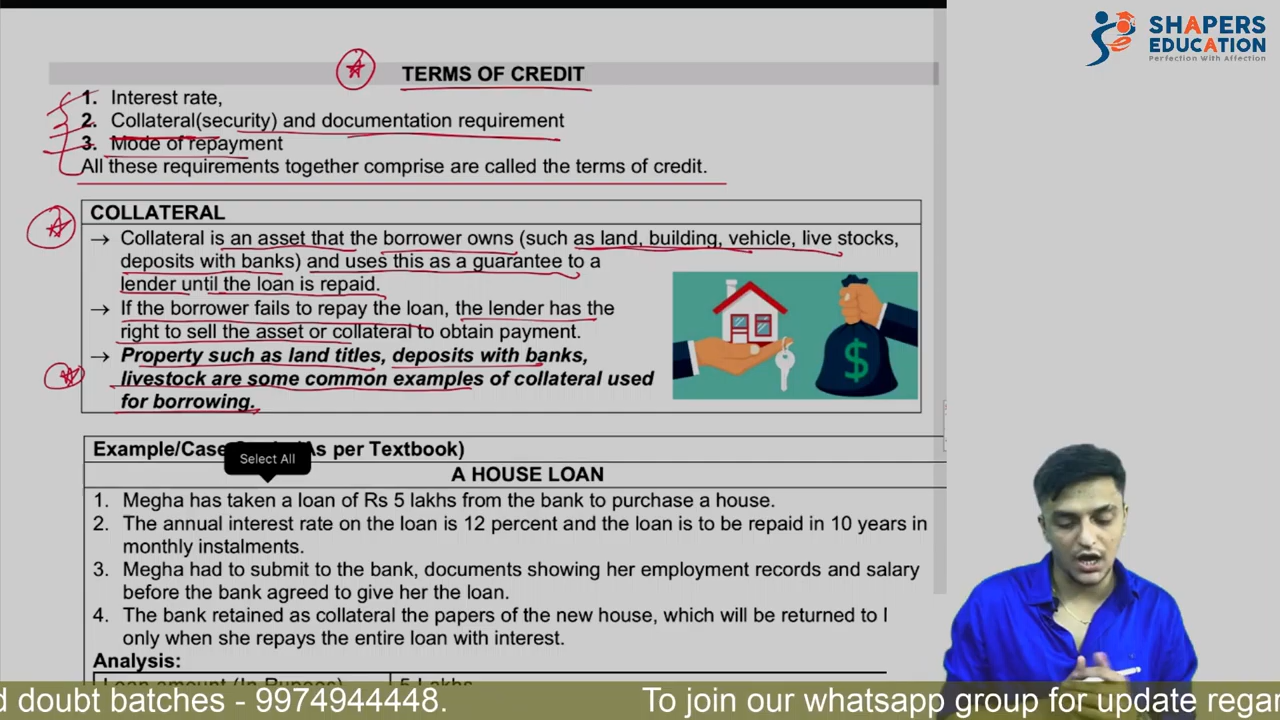 SHAPERS
EDUCATION
Perfection With Affection
TERMS OF CREDIT
1. Interest rate,
2. Collateral(security) and documentation requirement
3. Mode of repayment
All these requirements together comprise are called the terms of credit.
COLLATERAL
→ Collateral is an asset that the borrower owns (such as land, building, vehicle, live stocks,
deposits with banks) and uses this as a guarantee to a
lender until the loan is repaid.
→ If the borrower fails to repay the loan, the lender has the
right to sell the asset or collateral to obtain payment.
→ Property such as land titles, deposits with banks,
livestock are some common examples of collateral used
for borrowing.
$
Example/Case As per Textbook)
Select All
A HOUSE LOAN
1. Megha has taken a loan of Rs 5 lakhs from the bank to purchase a house.
2. The annual interest rate on the loan is 12 percent and the loan is to be repaid in 10 years in
monthly instalments.
3. Megha had to submit to the bank, documents showing her employment records and salary
before the bank agreed to give her the loan.
4. The bank retained as collateral the papers of the new house, which will be returned to
only when she repays the entire loan with interest.
Analysis:
Loan amount (In Rupees) 5 Lakhs
d doubt batches - 9974944448. To join our whatsapp group for update regar